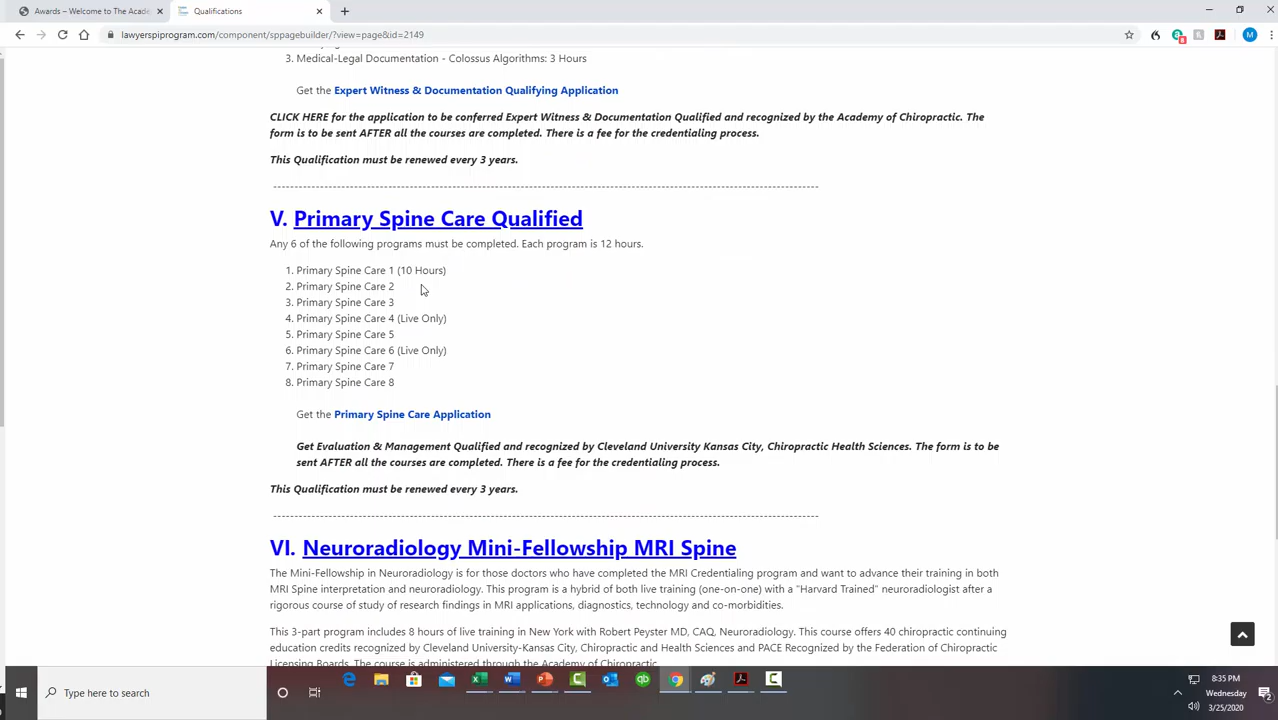 Awards – Welcome to The Acade
Qualifications
lawyerspiprogram.com/component/sppagebuilder/?view=page&id=2149
M
8
3. Medical-Legal Documentation - Colossus Algorithms: 3 Hours
Get the Expert Witness & Documentation Qualifying Application
CLICK HERE for the application to be conferred Expert Witness & Documentation Qualified and recognized by the Academy of Chiropractic. The
form is to be sent AFTER all the courses are completed. There is a fee for the credentialing process.
This Qualification must be renewed every 3 years.
V. Primary Spine Care Qualified
Any 6 of the following programs must be completed. Each program is 12 hours.
1. Primary Spine Care 1 (10 Hours)
2. Primary Spine Care 2
3. Primary Spine Care 3
4. Primary Spine Care 4 (Live Only)
5. Primary Spine Care 5
6. Primary Spine Care 6 (Live Only)
7. Primary Spine Care 7
8. Primary Spine Care 8
Get the Primary Spine Care Application
Get Evaluation & Management Qualified and recognized by Cleveland University Kansas City, Chiropractic Health Sciences. The form is to be
sent AFTER all the courses are completed. There is a fee for the credentialing process.
This Qualification must be renewed every 3 years.
VI. Neuroradiology Mini-Fellowship MRI Spine
The Mini-Fellowship in Neuroradiology is for those doctors who have completed the MRI Credentialing program and want to advance their training in both
MRI Spine interpretation and neuroradiology. This program is a hybrid of both live training (one-on-one) with a "Harvard Trained" neuroradiologist after a
rigorous course of study of research findings in MRI applications, diagnostics, technology and co-morbidities.
This 3-part program includes 8 hours of live training in New York with Robert Peyster MD, CAQ, Neuroradiology. This course offers 40 chiropractic continuing
education credits recognized by Cleveland University-Kansas City, Chiropractic and Health Sciences and PACE Recognized by the Federation of Chiropractic
Licensing Boards. The course is administered through the Academy of Chiropractic
Type here to search
8:35 PM
Wednesday
3/25/2020
2